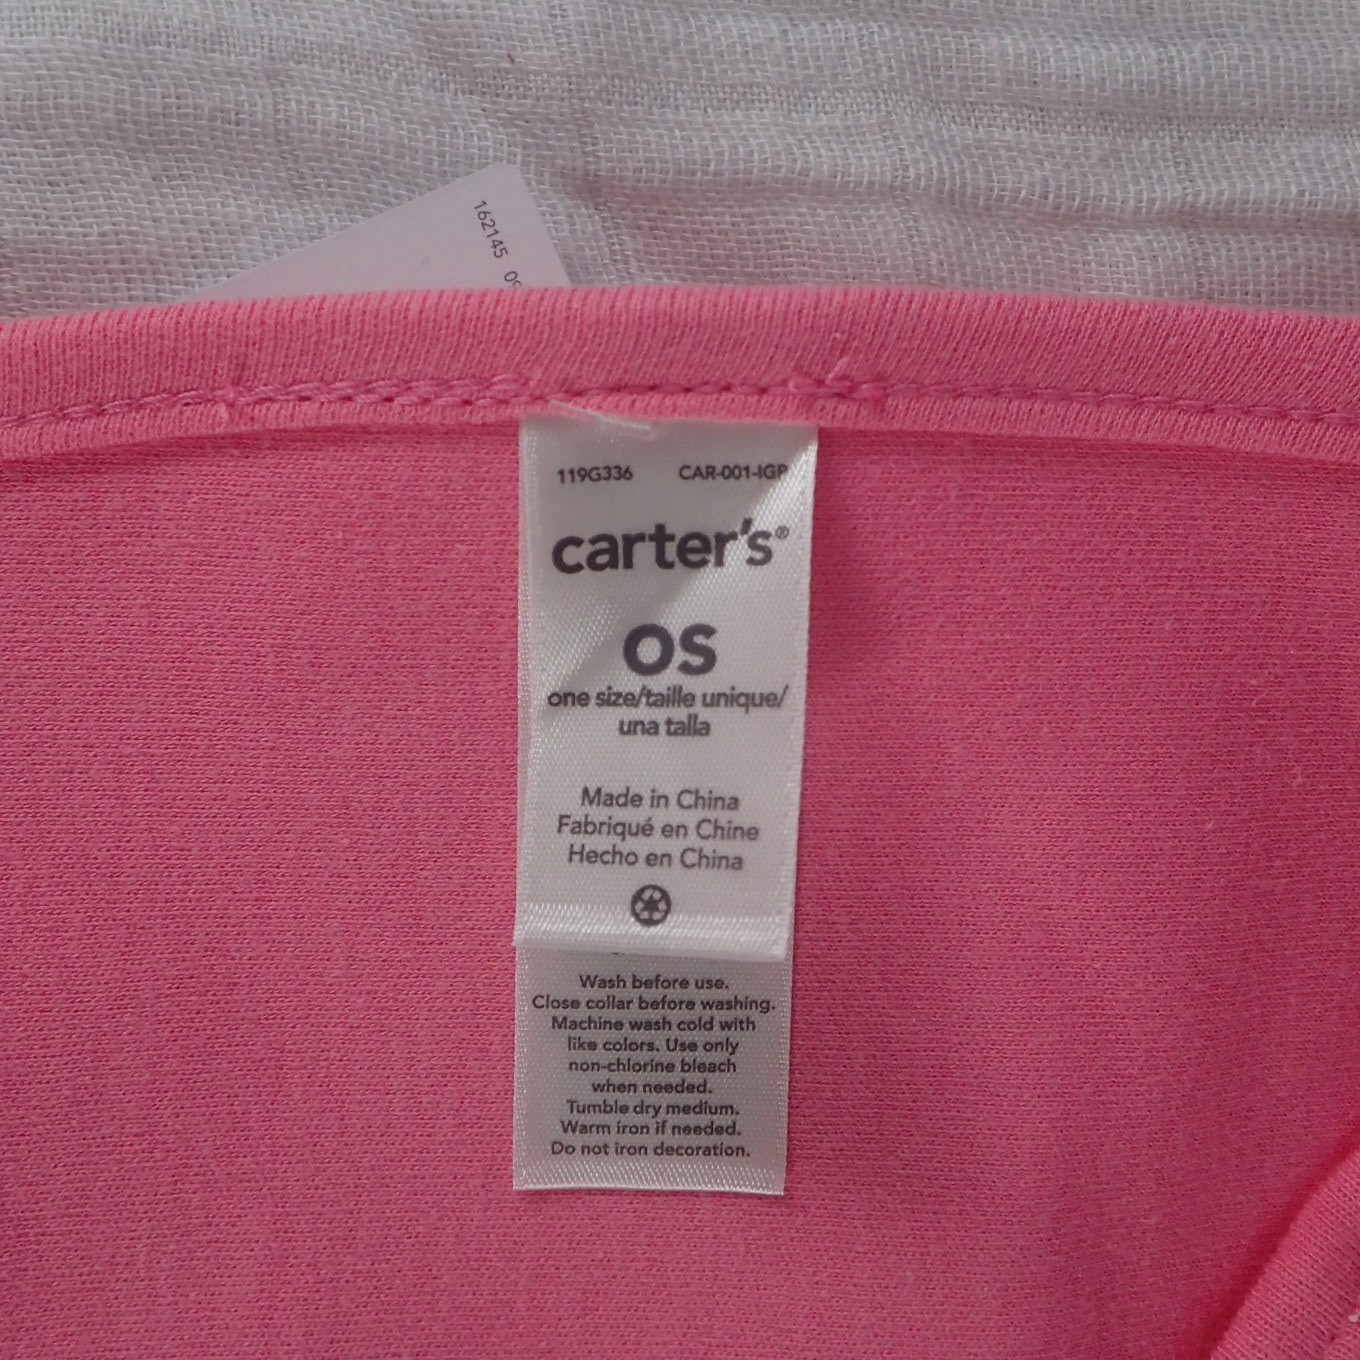 162145
119G336 CAR-001-IGP
carter's®
OS
one size/taille unique/
una talla
Made in China
Fabriqué en Chine
Hecho en China
Wash before use.
Close collar before washing.
Machine wash cold with
like colors. Use only
non-chlorine bleach
when needed.
Tumble dry medium.
Warm iron if needed.
Do not iron decoration.